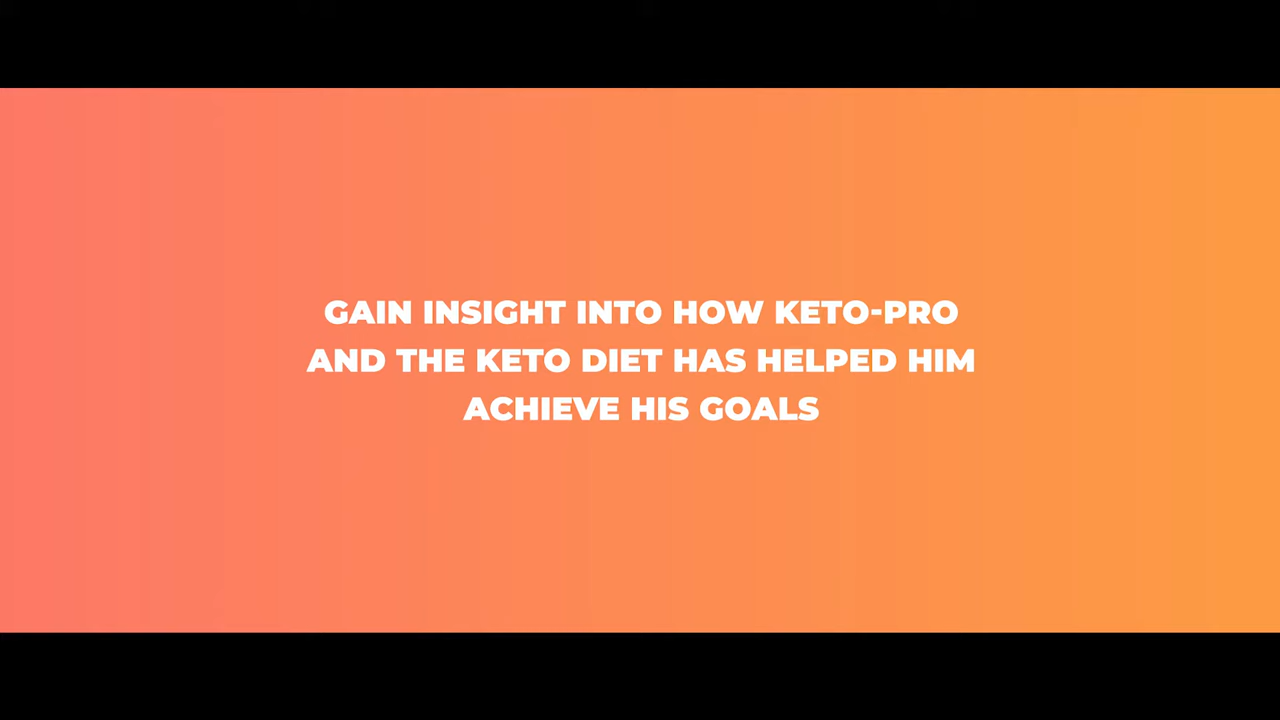 GAIN INSIGHT INTO HOW KETO-PRO
AND THE KETO DIET HAS HELPED HIM
ACHIEVE HIS GOALS